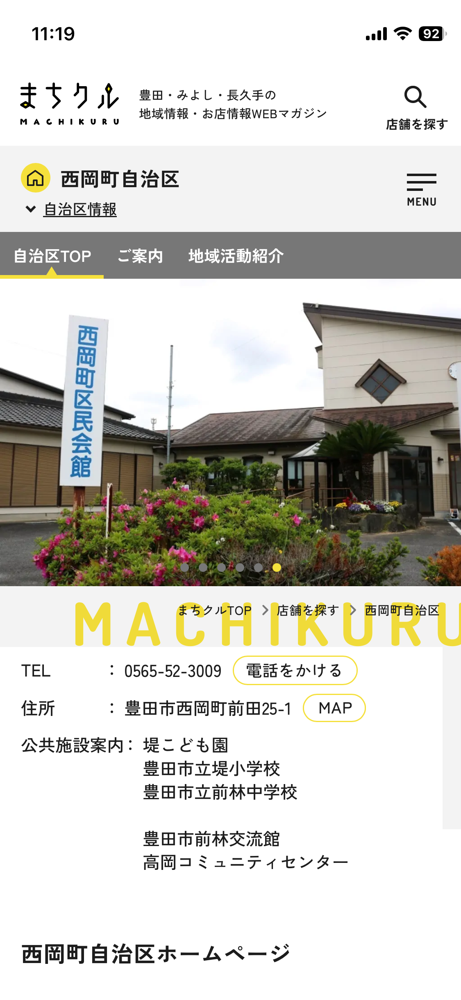 11:19
92
まちクル
MACHIKURU
豊田・みよし・長久手の
地域情報・お店情報WEBマガジン
店舗を探す
西岡町自治区
自治区情報
MENU
自治区TOP ご案内 地域活動紹介
西岡町区民会館
MACHIKURU
まちクルTOP > 店舗を探す > 西岡町自治区
TEL : 0565-52-3009 電話をかける
住所 : 豊田市西岡町前田25-1 MAP
公共施設案内 : 堤こども園
豊田市立堤小学校
豊田市立前林中学校
豊田市前林交流館
高岡コミュニティセンター
西岡町自治区ホームページ